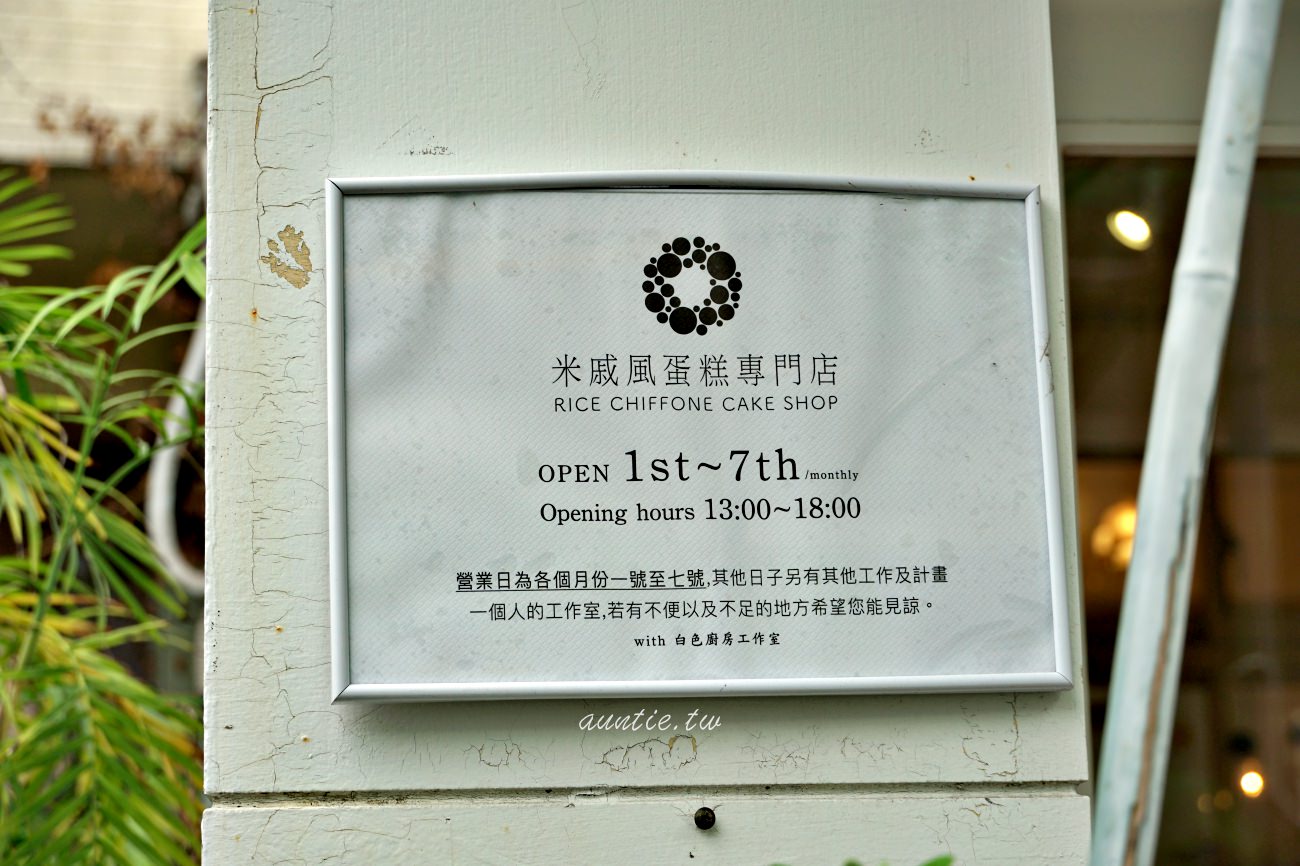 米戚風蛋糕專門店
RICE CHIFFONE CAKE SHOP
OPEN 1st~7th /monthly
Opening hours 13:00~18:00
營業日為各個月份一號至七號,其他日子另有其他工作及計畫
一個人的工作室,若有不便以及不足的地方希望您能見諒。
with 白色廚房工作室
auntie.tw